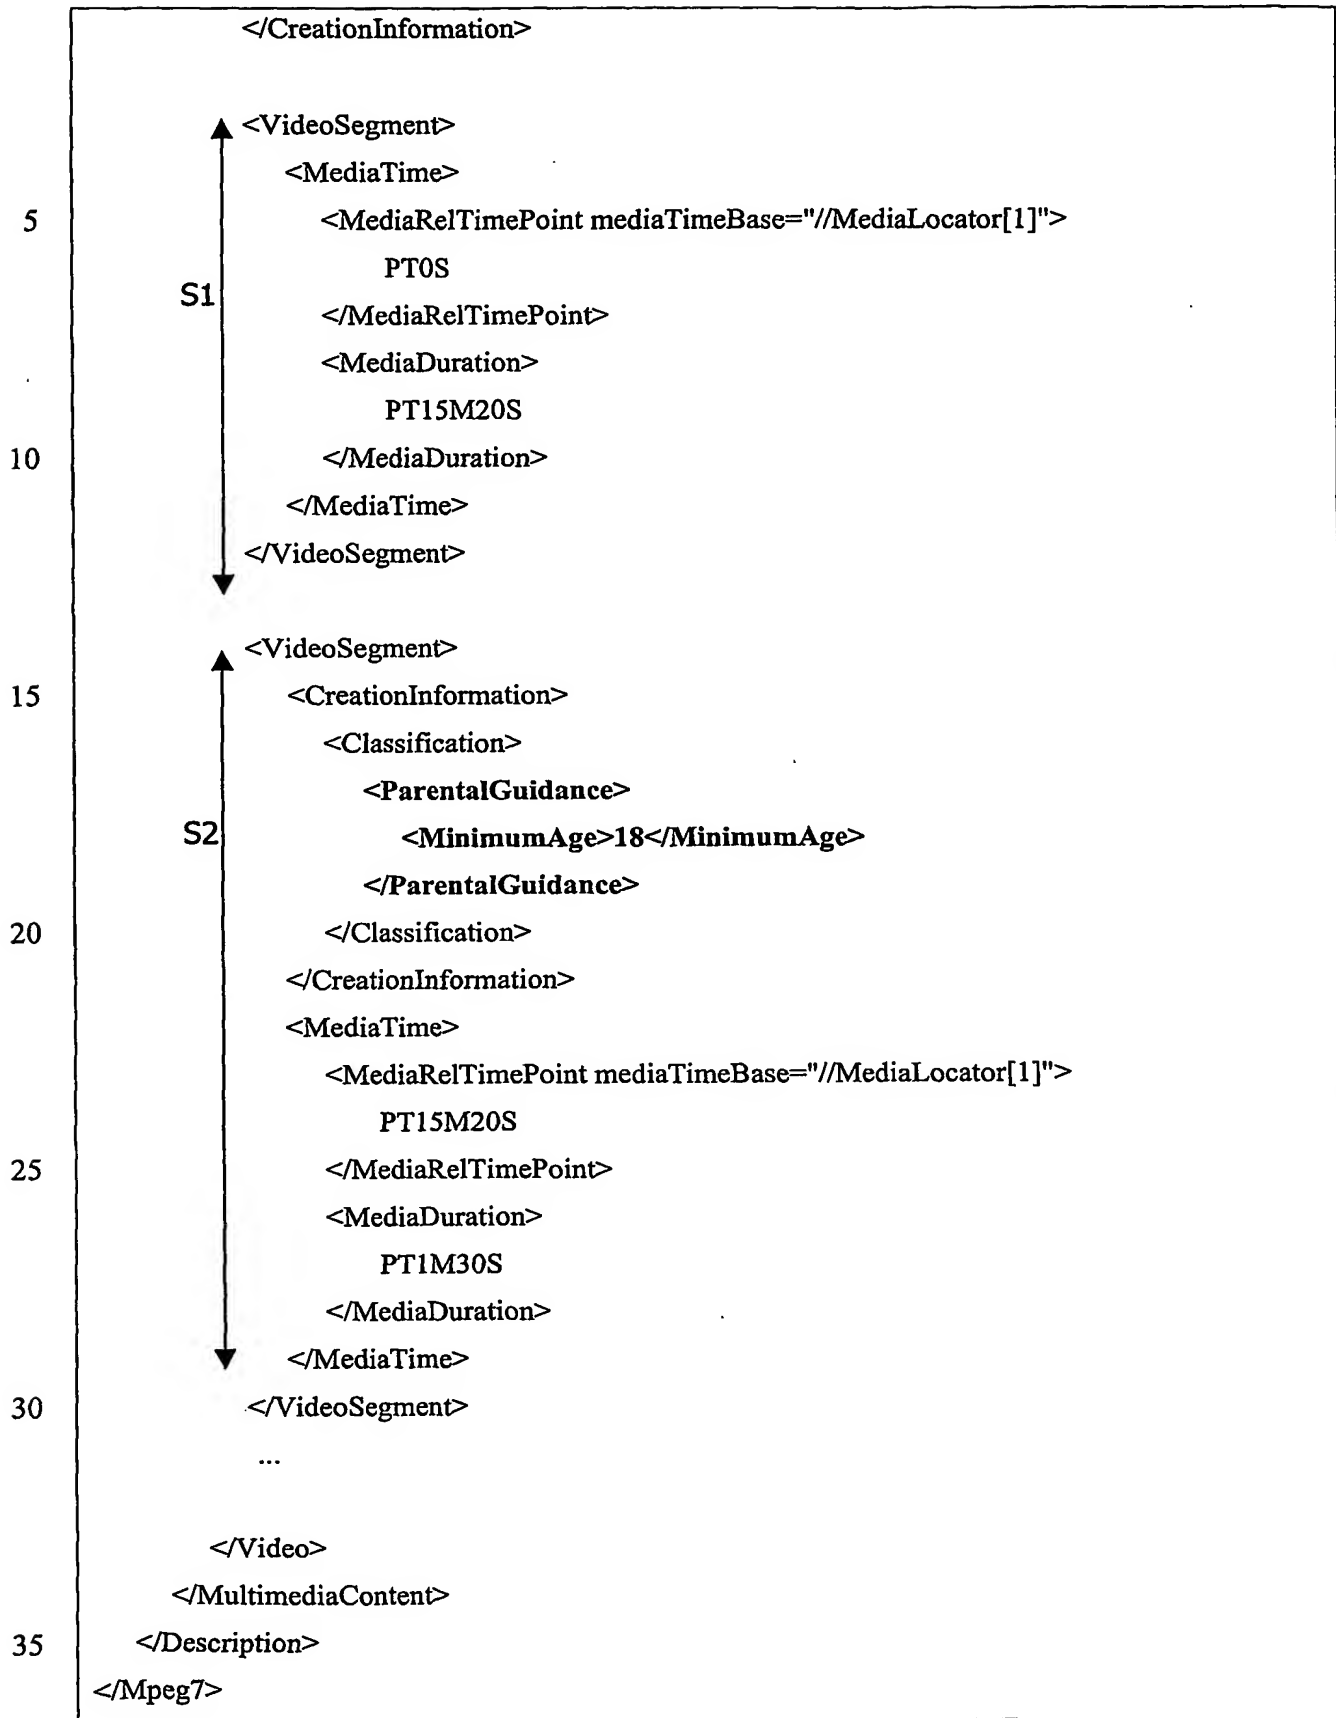 </CreationInformation>
<VideoSegment>
<MediaTime>
5 <MediaRelTimePoint mediaTimeBase="//MediaLocator[1]">
PT0S
S1
</MediaRelTimePoint>
<MediaDuration>
PT15M20S
10 </MediaDuration>
</MediaTime>
</VideoSegment>
<VideoSegment>
15 <CreationInformation>
<Classification>
<ParentalGuidance>
S2 <MinimumAge>18</MinimumAge>
</ParentalGuidance>
20 </Classification>
</CreationInformation>
<MediaTime>
<MediaRelTimePoint mediaTimeBase="//MediaLocator[1]">
PT15M20S
25 </MediaRelTimePoint>
<MediaDuration>
PT1M30S
</MediaDuration>
</MediaTime>
30 </VideoSegment>
...
</Video>
</MultimediaContent>
35 </Description>
</Mpeg7>